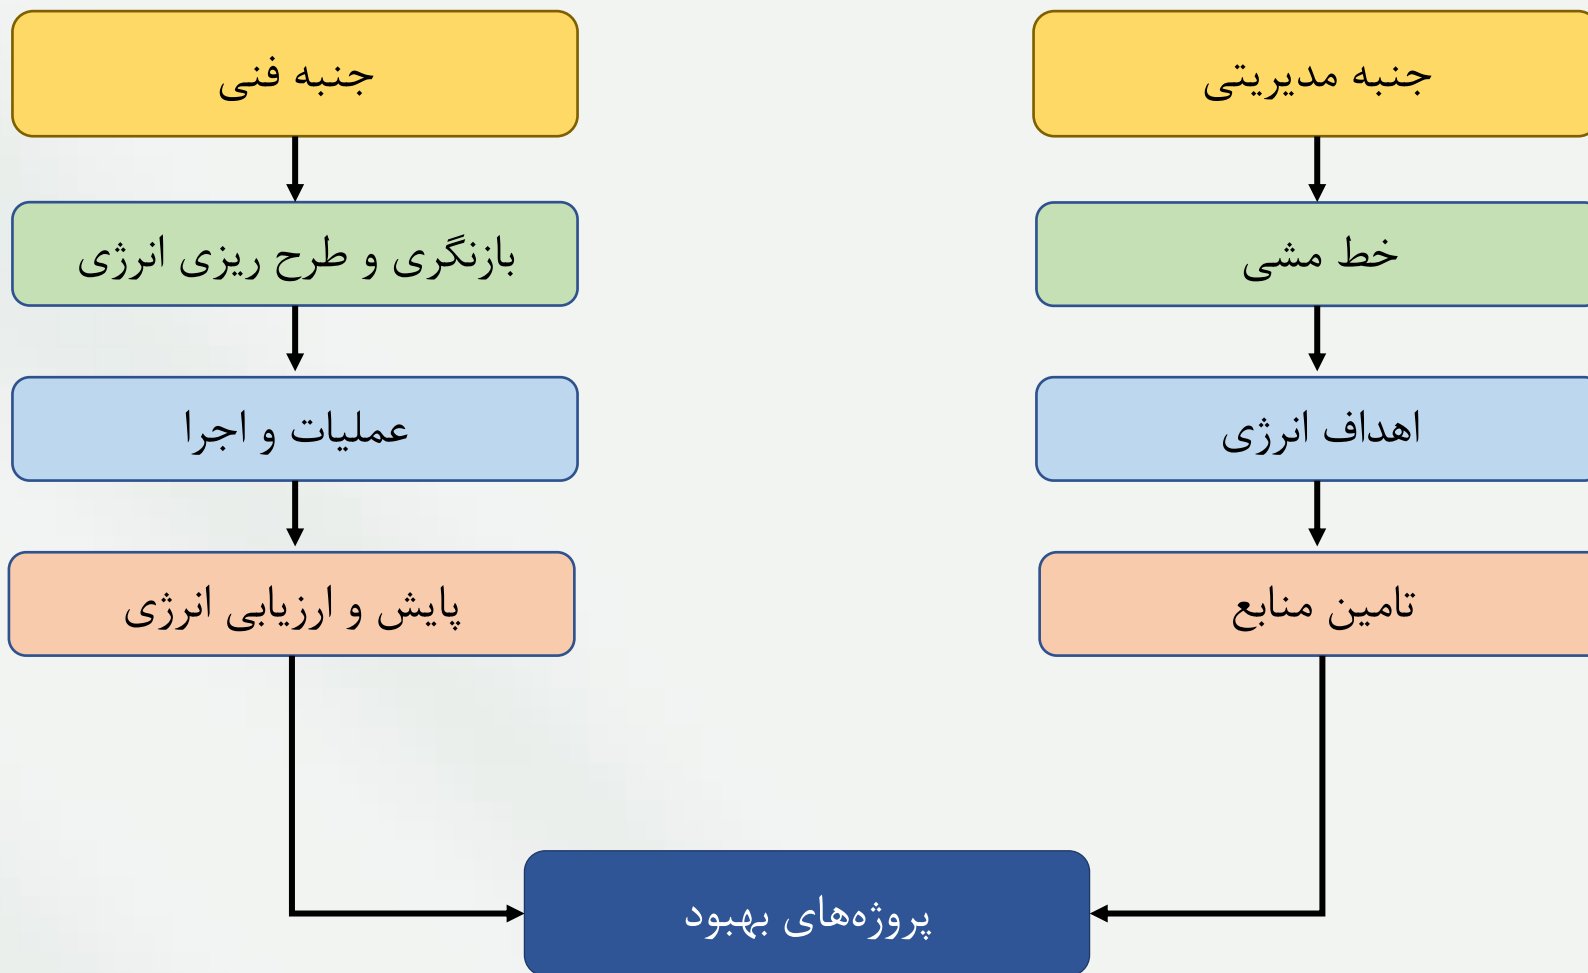 جنبه مدیریتی
خط مشی
اهداف انرژی
تامین منابع
جنبه فنی
بازنگری و طرح ریزی انرژی
عملیات و اجرا
پایش و ارزیابی انرژی
پروژه‌های بهبود